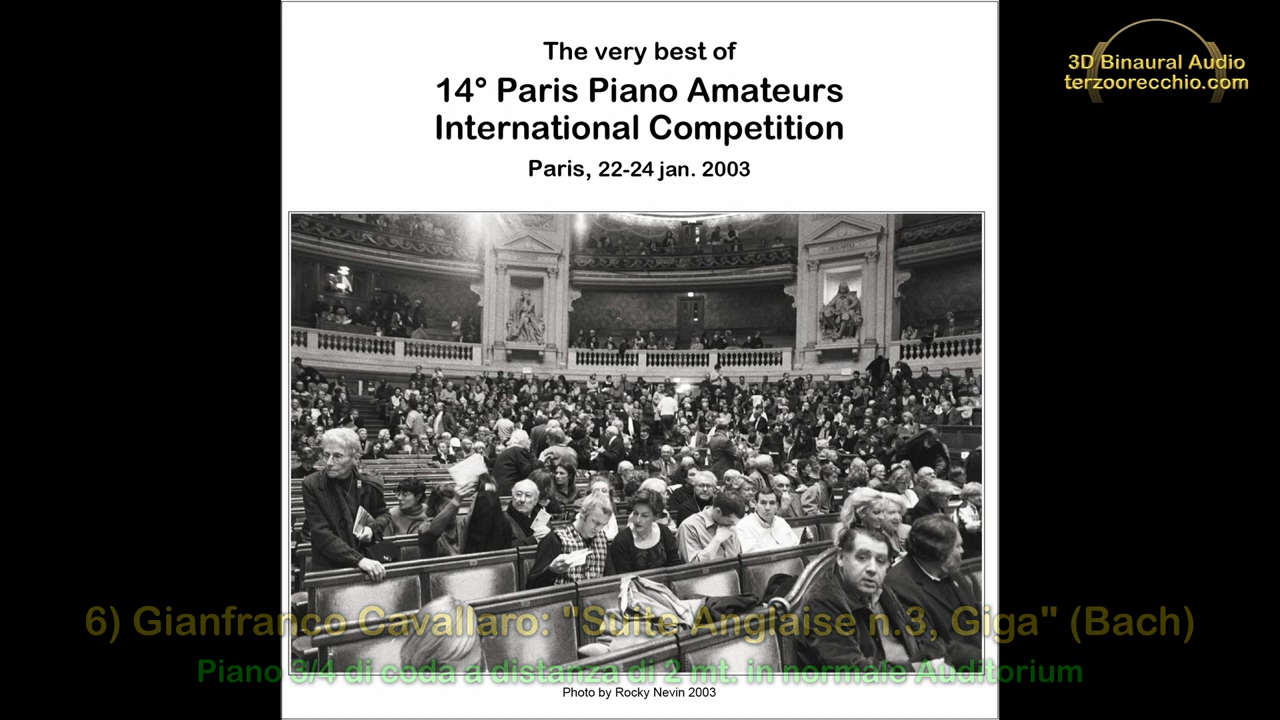 The very best of
14° Paris Piano Amateurs
International Competition
Paris, 22-24 jan. 2003
3D Binaural Audio
terzoorecchio.com
6) Gianfranco Cavallaro: "Suite Anglaise n.3, Giga" (Bach)
Piano 3/4 di coda a distanza di 2 mt. in normale Auditorium
Photo by Rocky Nevin 2003